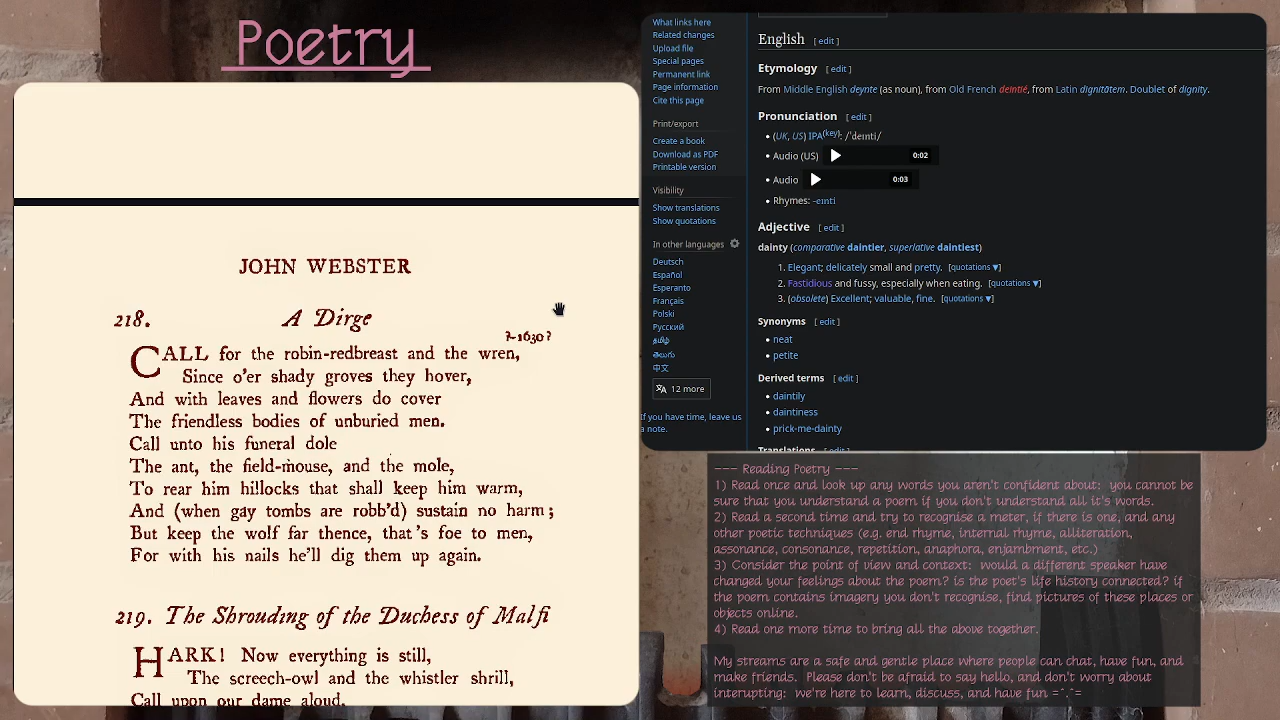 Poetry
JOHN WEBSTER
218. A Dirge
?-1630?
CALL for the robin-redbreast and the wren,
Since o'er shady groves they hover,
And with leaves and flowers do cover
The friendless bodies of unburied men.
Call unto his funeral dole
The ant, the field-mouse, and the mole,
To rear him hillocks that shall keep him warm,
And (when gay tombs are robb'd) sustain no harm;
But keep the wolf far thence, that's foe to men,
For with his nails he'll dig them up again.
219. The Shrouding of the Duchess of Malfi
HARK! Now everything is still,
The screech-owl and the whistler shrill,
Call upon our dame aloud,
What links here
Related changes
Upload file
Special pages
Permanent link
Page information
Cite this page
Print/export
Create a book
Download as PDF
Printable version
Visibility
Show translations
Show quotations
In other languages
Deutsch
Español
Esperanto
Français
Polski
Русский
தமிழ்
తెలుగు
中文
12 more
If you have time, leave us
a note.
English [ edit ]
Etymology [ edit ]
From Middle English deynte (as noun), from Old French deintié, from Latin dignitātem. Doublet of dignity.
Pronunciation [ edit ]
• (UK, US) IPA(key): /ˈdeɪnti/
• Audio (US) 0:02
• Audio 0:03
• Rhymes: -eɪnti
Adjective [ edit ]
dainty (comparative daintier, superlative daintiest)
1. Elegant; delicately small and pretty. [quotations ▼]
2. Fastidious and fussy, especially when eating. [quotations ▼]
3. (obsolete) Excellent; valuable, fine. [quotations ▼]
Synonyms [ edit ]
• neat
• petite
Derived terms [ edit ]
• daintily
• daintiness
• prick-me-dainty
Translations [ edit ]
--- Reading Poetry ---
1) Read once and look up any words you aren't confident about: you cannot be
sure that you understand a poem if you don't understand all it's words.
2) Read a second time and try to recognise a meter, if there is one, and any
other poetic techniques (e.g. end rhyme, internal rhyme, alliteration,
assonance, consonance, repetition, anaphora, enjambment, etc.)
3) Consider the point of view and context: would a different speaker have
changed your feelings about the poem? is the poet's life history connected? if
the poem contains imagery you don't recognise, find pictures of these places or
objects online.
4) Read one more time to bring all the above together.
My streams are a safe and gentle place where people can chat, have fun, and
make friends. Please don't be afraid to say hello, and don't worry about
interupting: we're here to learn, discuss, and have fun =^.^=